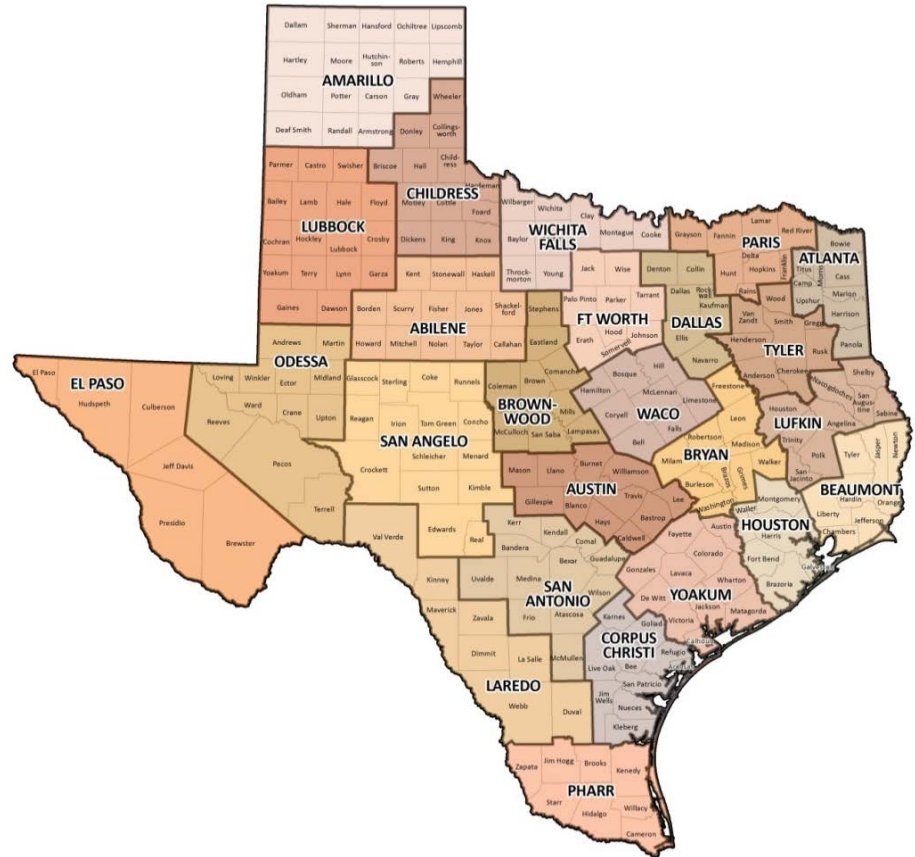 Dallam Sherman Hansford Ochiltree Lipscomb
Hartley Moore Hutchin-
son Roberts Hemphill
AMARILLO
Oldham Potter Carson Gray Wheeler
Deaf Smith Randall Armstrong Donley Collings-
worth
Parmer Castro Swisher Briscoe Hall Child-
ress
CHILDRESS
Hardeman
Bailey Lamb Hale Floyd Motley Cottle Foard
LUBBOCK
Cochran Hockley Lubbock Crosby Dickens King Knox
Yoakum Terry Lynn Garza
Gaines Dawson
Wilbarger Wichita Clay
WICHITA
FALLS
Baylor Montague Cooke
Throck-
morton Young
Grayson Fannin Lamar Red River
PARIS
Delta
Hunt Hopkins Franklin
Rains
Bowie
ATLANTA
Titus Morris Cass
Camp
Upshur Marion
Harrison
Panola
Kent Stonewall Haskell
Borden Scurry Fisher Jones Shackel-
ford
ABILENE
Howard Mitchell Nolan Taylor Callahan
Jack Wise
Palo Pinto Parker Tarrant
FT WORTH
Hood Johnson
Erath Somervell
Denton Collin
Dallas Rock-
wall
Kaufman
DALLAS
Ellis
Navarro
Wood
Van
Zandt Smith Gregg
Henderson Rusk
TYLER
Anderson Cherokee
Andrews Martin
ODESSA
Loving Winkler Ector Midland
Ward Crane Upton
Reeves
Pecos
Terrell
El Paso
EL PASO
Hudspeth Culberson
Jeff Davis
Presidio
Brewster
Glasscock Sterling Coke Runnels
Reagan Irion Tom Green Concho
SAN ANGELO
Schleicher Menard
Crockett
Sutton Kimble
Edwards Real
Stephens
Eastland
Comanche
Coleman Brown
BROWN-
WOOD
Mills
McCulloch San Saba Lampasas
Bosque Hill
Hamilton McLennan
Limestone
WACO
Coryell Falls
Bell
Freestone
Leon
Robertson Madison
BRYAN
Milam Brazos Grimes Walker
Burleson
Washington
Shelby
Nacogdoches San
Augus-
tine
Houston Angelina Sabine
LUFKIN
Trinity
Polk
San
Jacinto
Tyler Jasper Newton
BEAUMONT
Hardin Orange
Liberty Jefferson
Chambers
Mason Llano Burnet Williamson
AUSTIN
Gillespie Blanco Travis Lee
Hays Bastrop
Caldwell
Montgomery
Waller
HOUSTON
Harris
Fort Bend
Galveston
Brazoria
Austin
Fayette
Colorado
Gonzales Lavaca Wharton
YOAKUM
De Witt Jackson
Victoria Matagorda
Calhoun
Kerr Kendall
Bandera Comal
Bexar Guadalupe
Uvalde Medina
SAN
ANTONIO
Wilson
Frio Atascosa
McMullen
Karnes Goliad
CORPUS
CHRISTI
Refugio
Aransas
Live Oak Bee
San Patricio
Jim
Wells Nueces
Kleberg
Val Verde
Kinney
Maverick Zavala
Dimmit La Salle
LAREDO
Webb Duval
Zapata Jim Hogg Brooks Kenedy
PHARR
Starr Hidalgo Willacy
Cameron